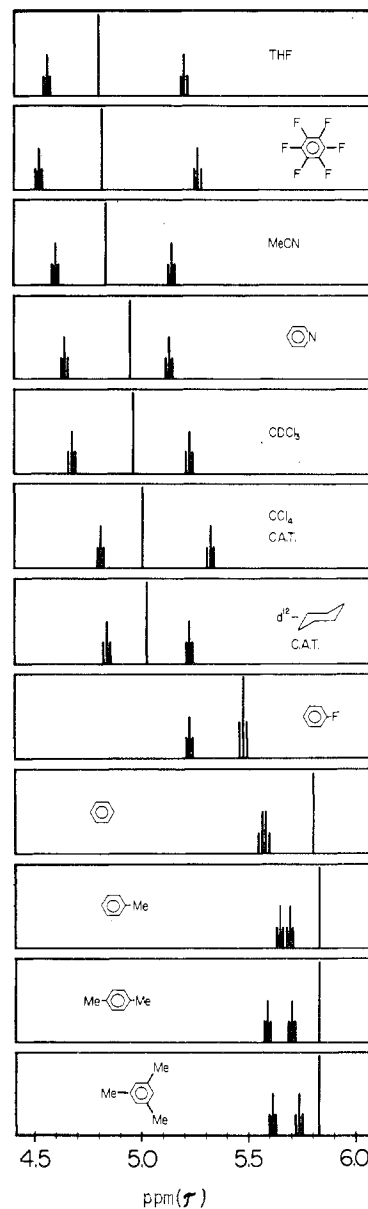 THF
F F
F F
F F
MeCN
N
CDCl₃
CCl₄
C.A.T.
d¹²-
C.A.T.
F
Me
Me Me
Me
Me
Me
4.5 5.0 5.5 6.0
ppm(τ)